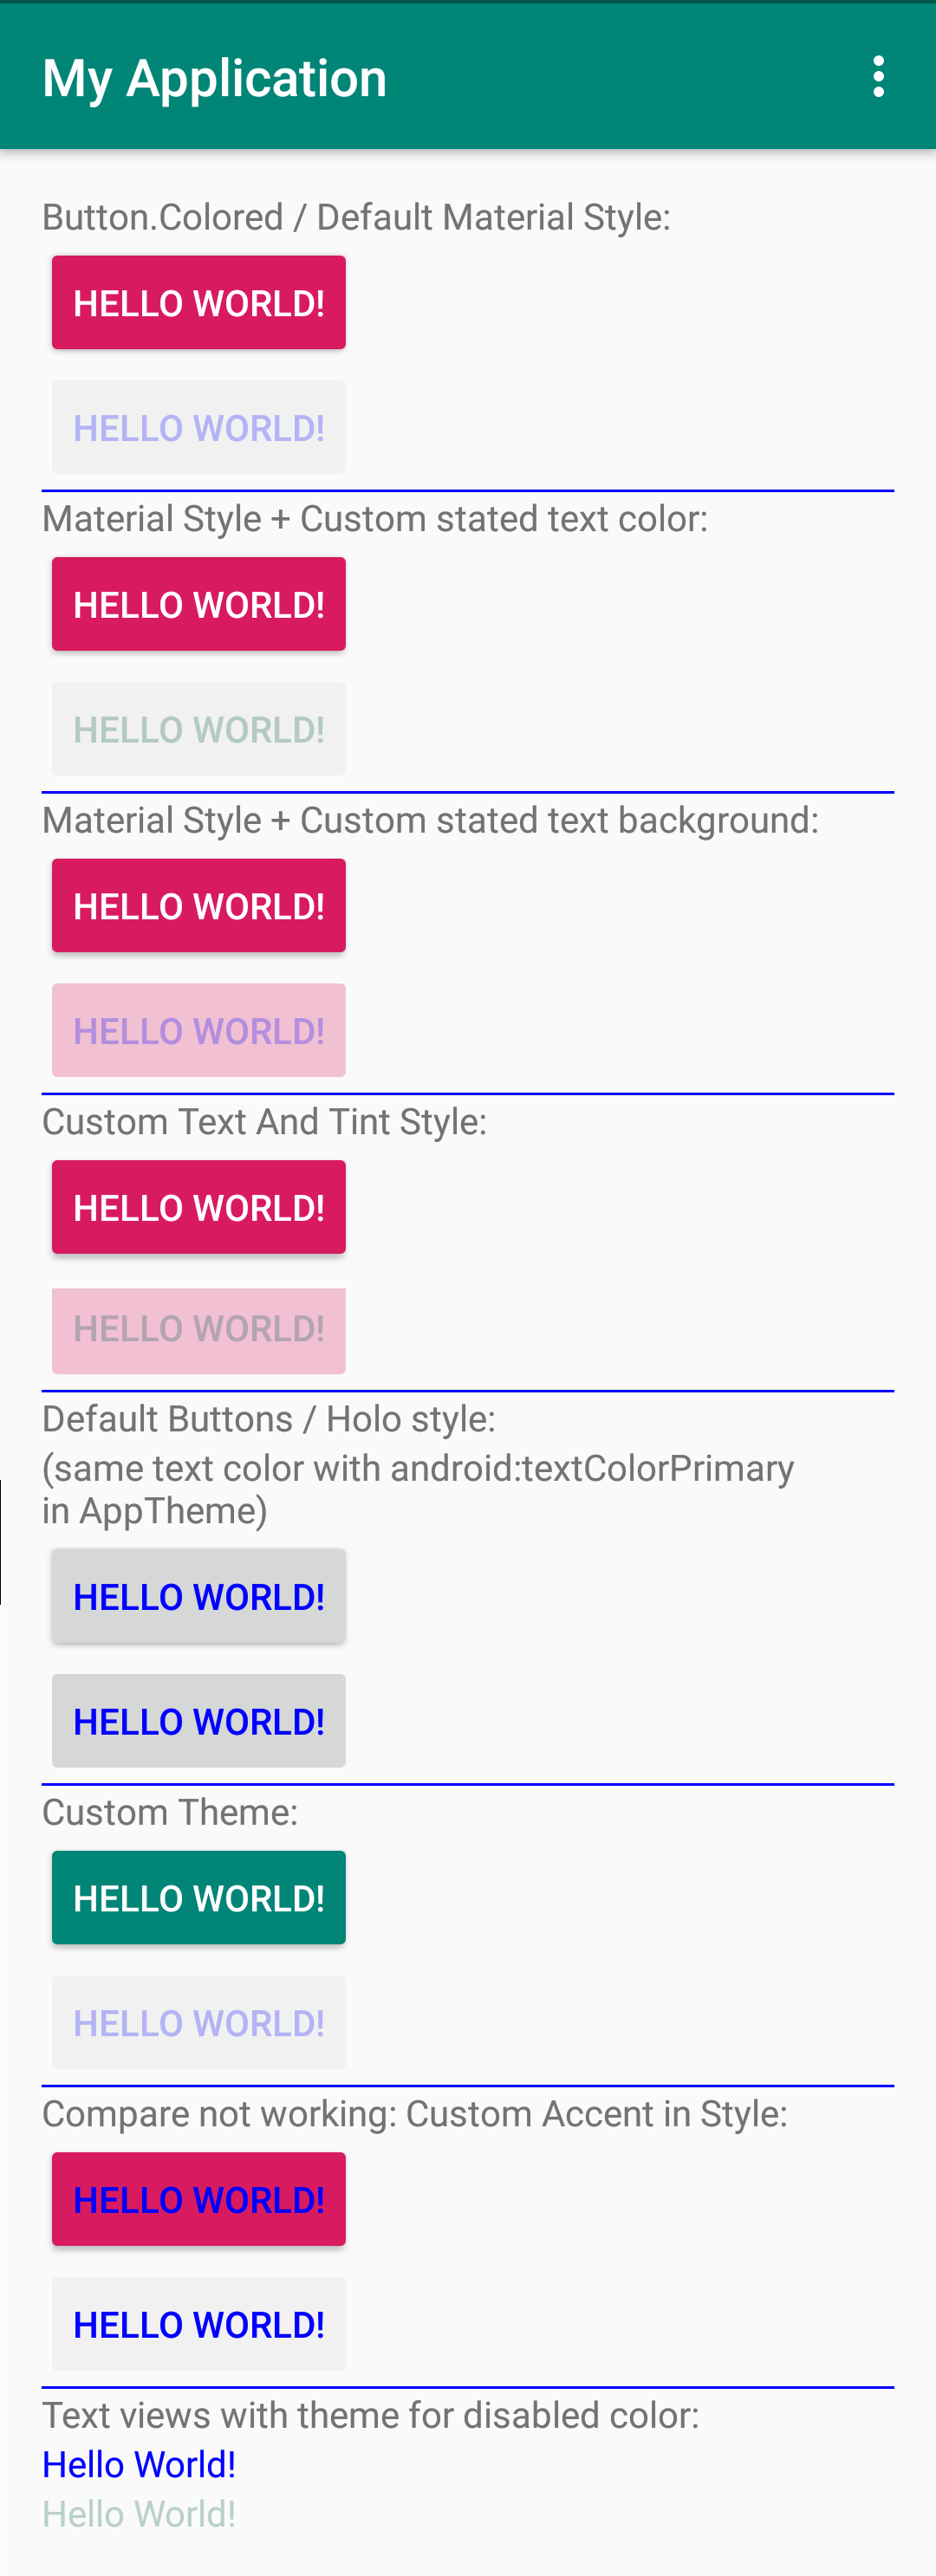 My Application
Button.Colored / Default Material Style:
HELLO WORLD!
HELLO WORLD!
Material Style + Custom stated text color:
HELLO WORLD!
HELLO WORLD!
Material Style + Custom stated text background:
HELLO WORLD!
HELLO WORLD!
Custom Text And Tint Style:
HELLO WORLD!
HELLO WORLD!
Default Buttons / Holo style:
(same text color with android:textColorPrimary
in AppTheme)
HELLO WORLD!
HELLO WORLD!
Custom Theme:
HELLO WORLD!
HELLO WORLD!
Compare not working: Custom Accent in Style:
HELLO WORLD!
HELLO WORLD!
Text views with theme for disabled color:
Hello World!
Hello World!